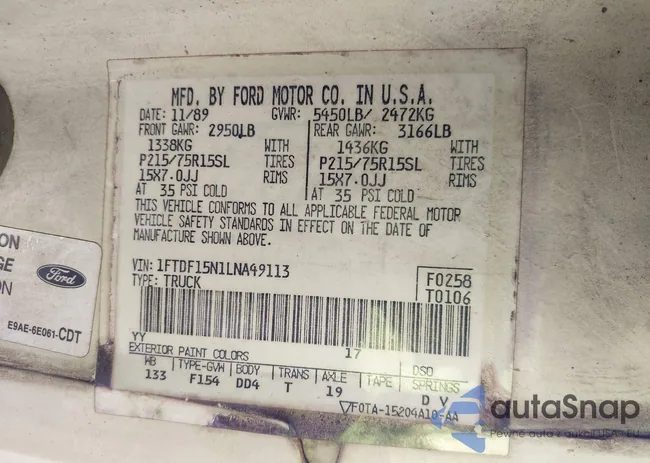 MFD. BY FORD MOTOR CO. IN U.S.A.
DATE: 11/89 GVWR: 5450LB/ 2472KG
FRONT GAWR: 2950LB REAR GAWR: 3166LB
1338KG WITH 1436KG WITH
P215/75R15SL TIRES P215/75R15SL TIRES
15X7.0JJ RIMS 15X7.0JJ RIMS
AT 35 PSI COLD AT 35 PSI COLD
THIS VEHICLE CONFORMS TO ALL APPLICABLE FEDERAL MOTOR
VEHICLE SAFETY STANDARDS IN EFFECT ON THE DATE OF
MANUFACTURE SHOWN ABOVE.
VIN: 1FTDF15N1LNA49113 F0258
TYPE: TRUCK T0106
YY 17
EXTERIOR PAINT COLORS DSO
WB TYPE-GVW BODY TRANS AXLE TAPE SPRINGS
133 F154 DD4 T 19 D V
F0TA-15204A10-AA
ON
GE
ON
Ford
E9AE-6E061-CDT
autaSnap
Pewne auto z aukcji USA - EU